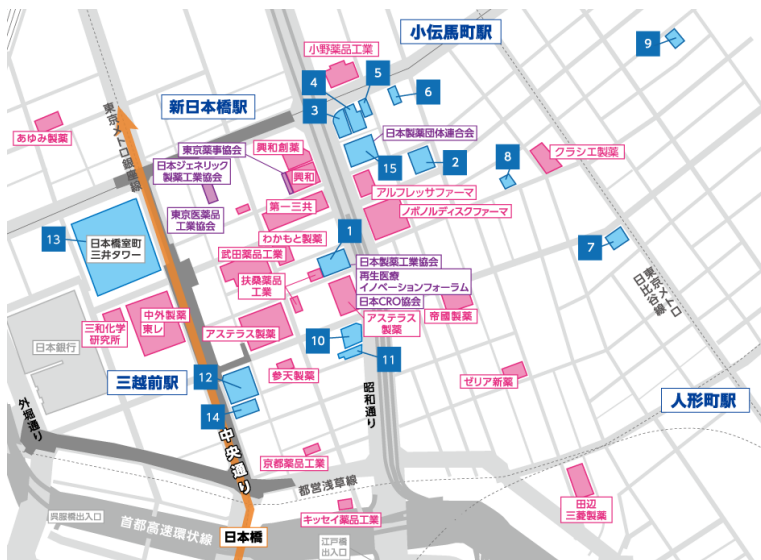 小伝馬町駅
9
小野薬品工業
4
5
6
3
新日本橋駅
東京メトロ銀座線
あゆみ製薬
日本製薬団体連合会
東京薬事協会
興和創薬
日本ジェネリック
製薬工業協会
興和
15
2
8
クラシエ製薬
アルフレッサファーマ
東京医薬品
工業協会
第一三共
ノボノルディスクファーマ
13
日本橋室町
三井タワー
わかもと製薬
1
7
武田薬品工業
日本製薬工業協会
再生医療
イノベーションフォーラム
日本CRO協会
扶桑薬品
工業
東京メトロ
日比谷線
中外製薬
東レ
三和化学
研究所
アステラス製薬
アステラス
製薬
帝國製薬
日本銀行
10
11
三越前駅
12
参天製薬
ゼリア新薬
14
昭和通り
人形町駅
外堀通り
中央通り
京都薬品工業
都営浅草線
田辺
三菱製薬
呉服橋出入口
首都高速環状線
日本橋
キッセイ薬品工業
江戸橋
出入口